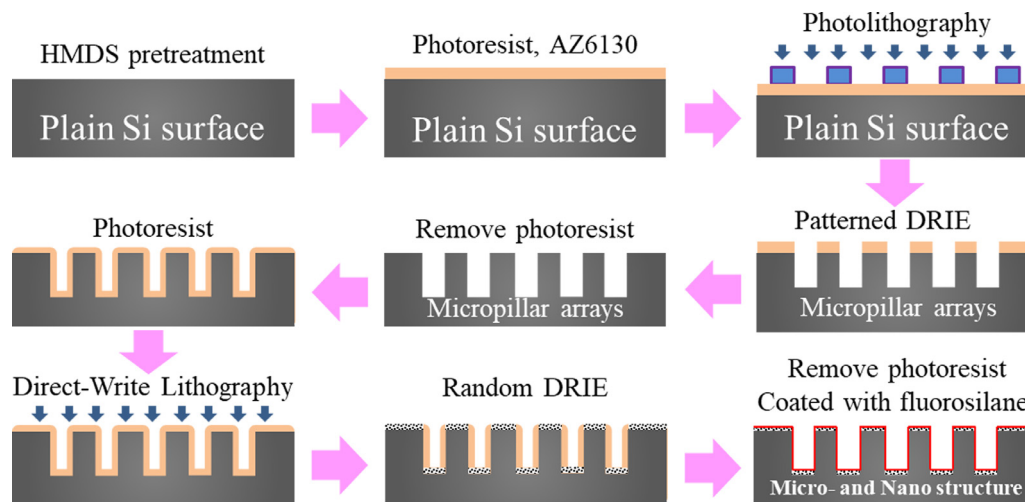 HMDS pretreatment
Plain Si surface
Photoresist, AZ6130
Plain Si surface
Photolithography
Plain Si surface
Patterned DRIE
Micropillar arrays
Remove photoresist
Micropillar arrays
Photoresist
Direct-Write Lithography
Random DRIE
Remove photoresist
Coated with fluorosilane
Micro- and Nano structure